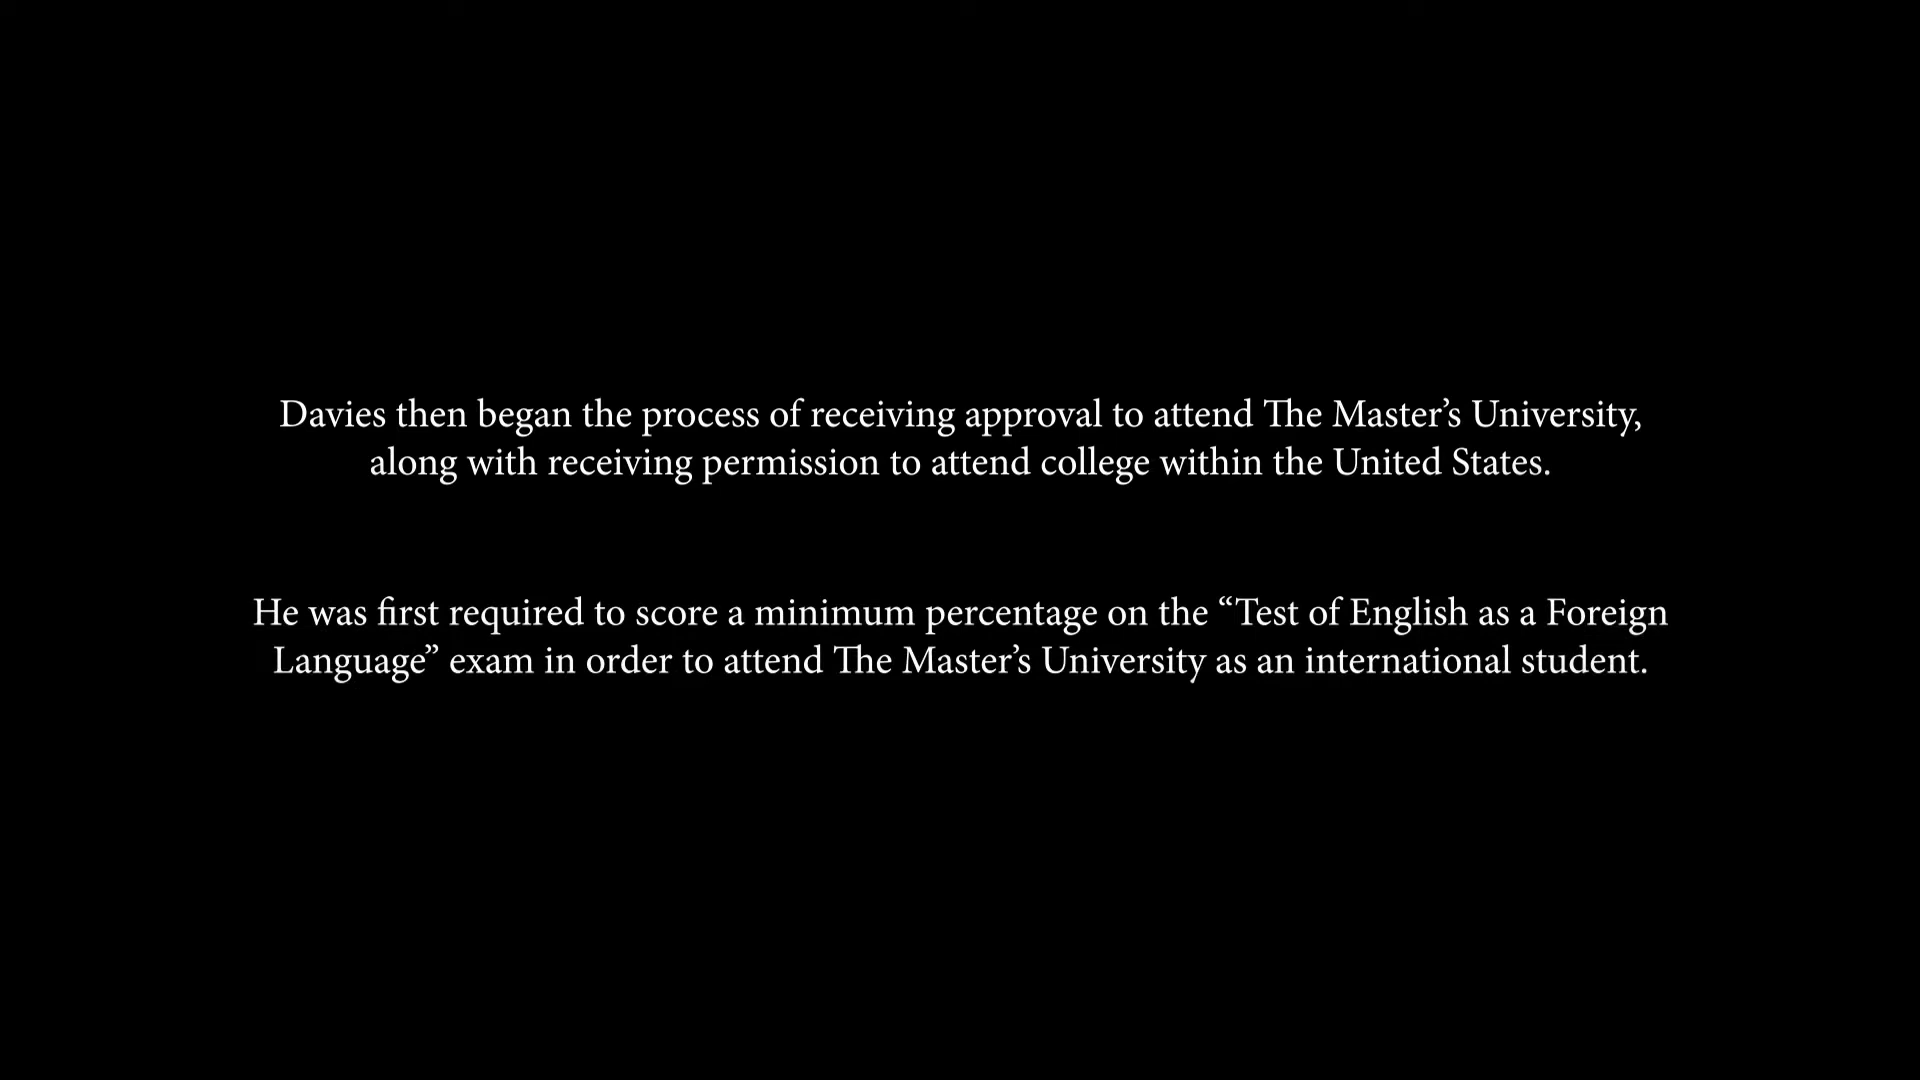 Davies then began the process of receiving approval to attend The Master’s University,
along with receiving permission to attend college within the United States.
He was first required to score a minimum percentage on the “Test of English as a Foreign
Language” exam in order to attend The Master’s University as an international student.